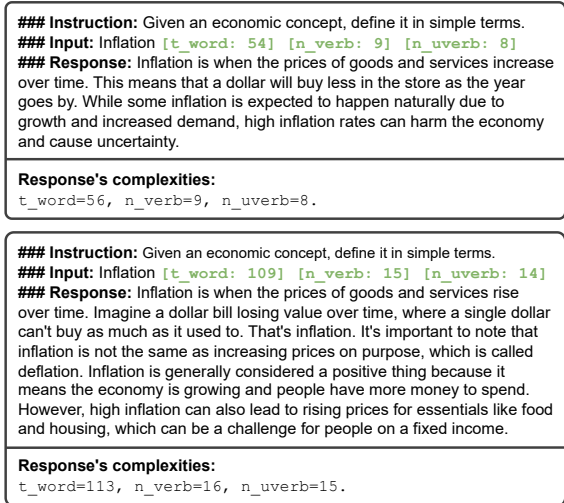 ### Instruction: Given an economic concept, define it in simple terms.
### Input: Inflation [t_word: 54] [n_verb: 9] [n_uverb: 8]
### Response: Inflation is when the prices of goods and services increase
over time. This means that a dollar will buy less in the store as the year
goes by. While some inflation is expected to happen naturally due to
growth and increased demand, high inflation rates can harm the economy
and cause uncertainty.
Response's complexities:
t_word=56, n_verb=9, n_uverb=8.
### Instruction: Given an economic concept, define it in simple terms.
### Input: Inflation [t_word: 109] [n_verb: 15] [n_uverb: 14]
### Response: Inflation is when the prices of goods and services rise
over time. Imagine a dollar bill losing value over time, where a single dollar
can't buy as much as it used to. That's inflation. It's important to note that
inflation is not the same as increasing prices on purpose, which is called
deflation. Inflation is generally considered a positive thing because it
means the economy is growing and people have more money to spend.
However, high inflation can also lead to rising prices for essentials like food
and housing, which can be a challenge for people on a fixed income.
Response's complexities:
t_word=113, n_verb=16, n_uverb=15.